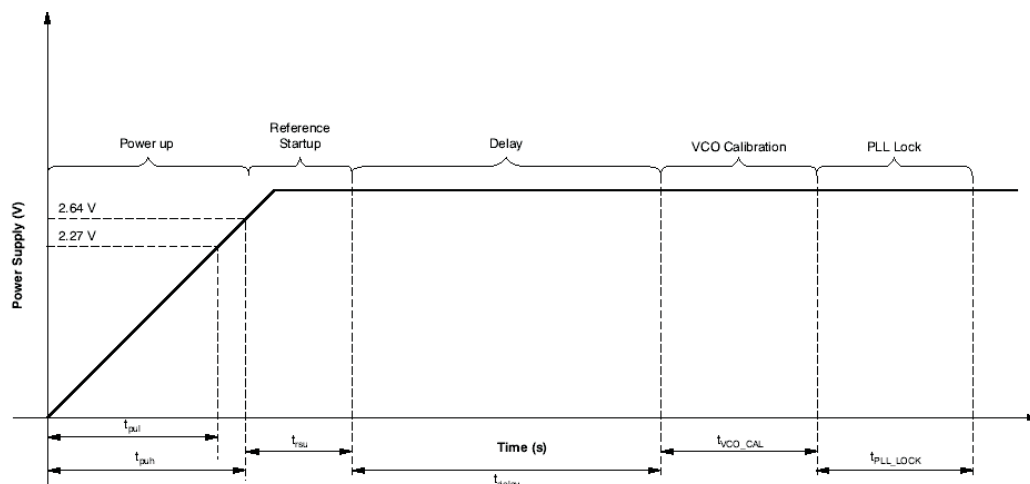 Power up
Reference
Startup
Delay
VCO Calibration
PLL Lock
Power Supply (V)
2.64 V
2.27 V
tpul
tpuh
trsu
Time (s)
tdelay
tVCO_CAL
tPLL_LOCK